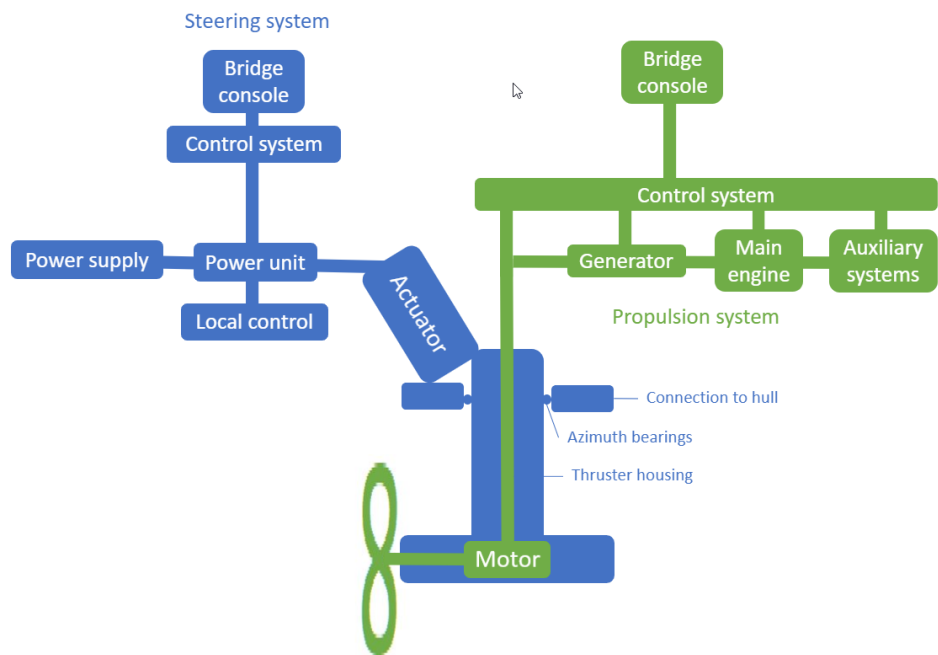 Steering system
Bridge
console
Control system
Power supply
Power unit
Local control
Actuator
Bridge
console
Control system
Generator
Main
engine
Auxiliary
systems
Propulsion system
Connection to hull
Azimuth bearings
Thruster housing
Motor